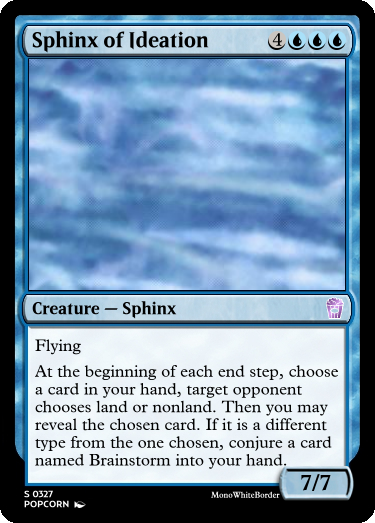 Sphinx of Ideation 4
Creature — Sphinx
Flying
At the beginning of each end step, choose
a card in your hand, target opponent
chooses land or nonland. Then you may
reveal the chosen card. If it is a different
type from the one chosen, conjure a card
named Brainstorm into your hand.
7/7
S 0327
POPCORN
MonoWhiteBorder